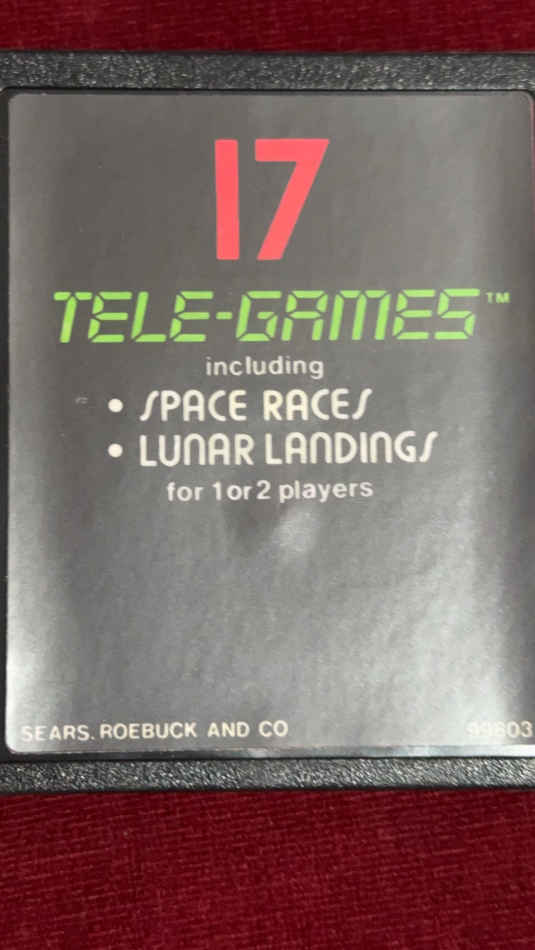 17
TELE-GAMES™
including
• SPACE RACES
• LUNAR LANDINGS
for 1 or 2 players
SEARS. ROEBUCK AND CO
99803